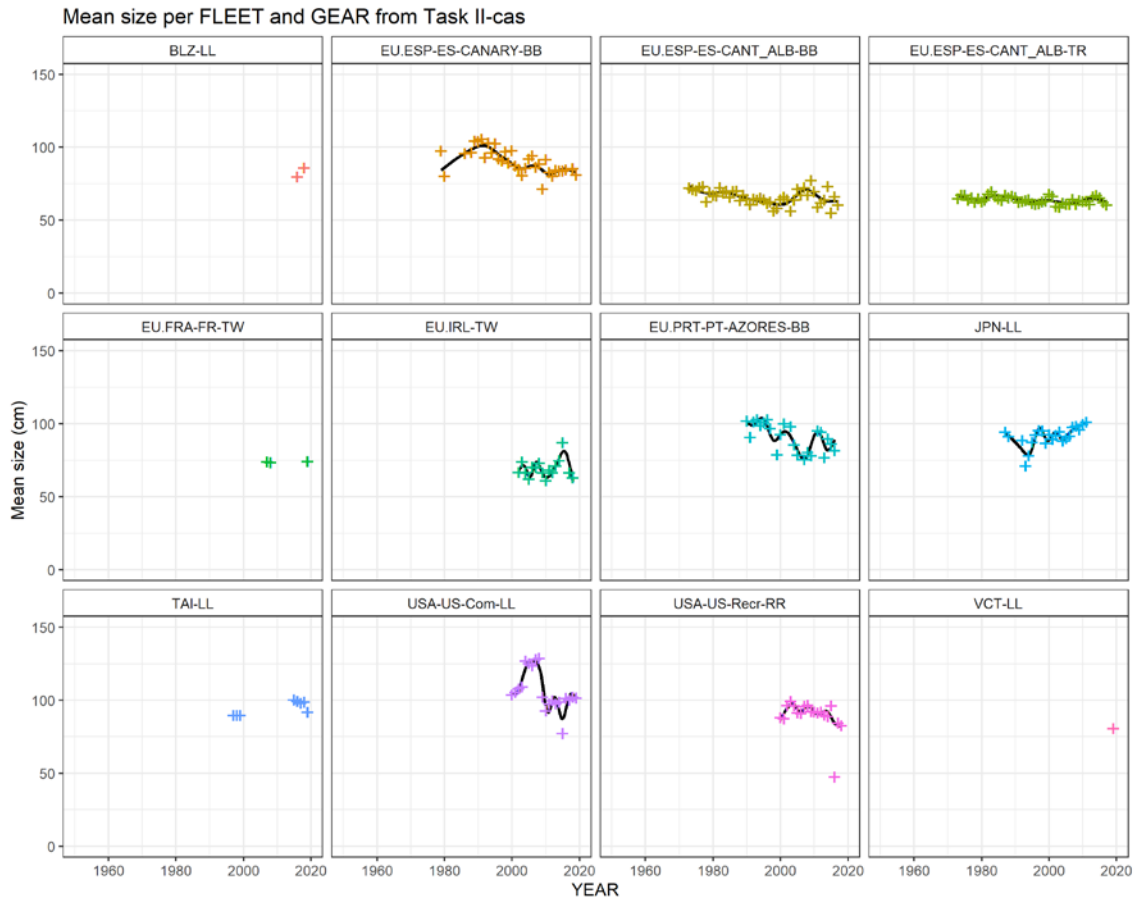 Mean size per FLEET and GEAR from Task II-cas
BLZ-LL
EU.ESP-ES-CANARY-BB
EU.ESP-ES-CANT_ALB-BB
EU.ESP-ES-CANT_ALB-TR
150
100
50
0
EU.FRA-FR-TW
EU.IRL-TW
EU.PRT-PT-AZORES-BB
JPN-LL
150
100
50
0
Mean size (cm)
TAI-LL
USA-US-Com-LL
USA-US-Recr-RR
VCT-LL
150
100
50
0
1960 1980 2000 2020 1960 1980 2000 2020 1960 1980 2000 2020 1960 1980 2000 2020
YEAR